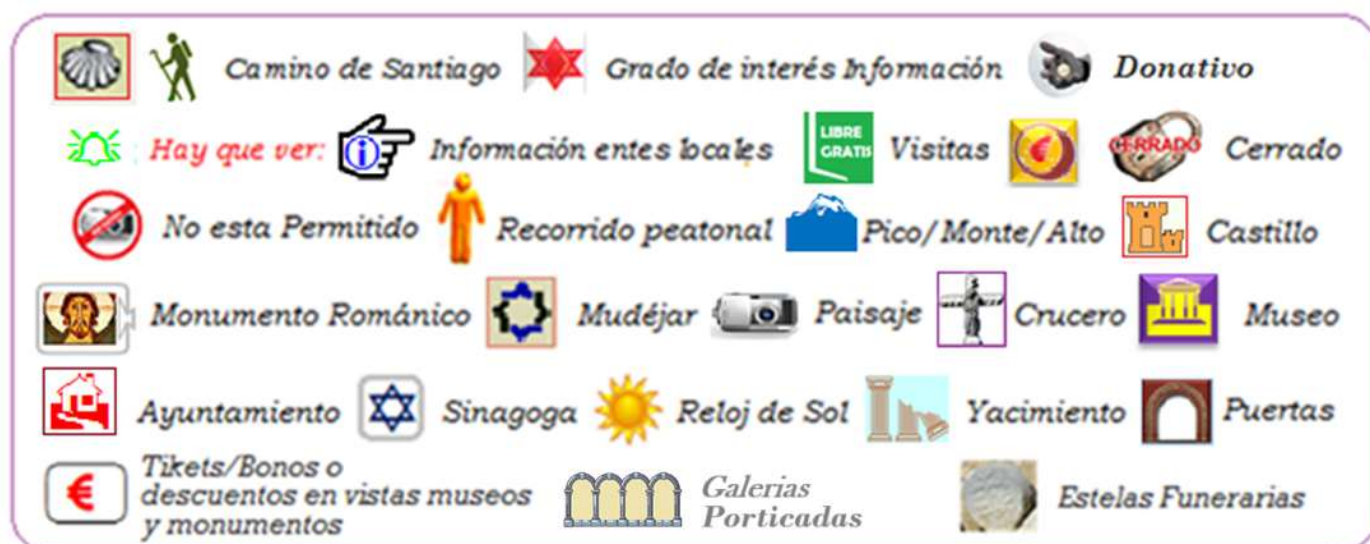 Camino de Santiago Grado de interés Información Donativo
Hay que ver: i Información entes locales LIBRE GRATIS Visitas € CERRADO Cerrado
No esta Permitido Recorrido peatonal Pico/Monte/Alto Castillo
Monumento Románico Mudéjar Paisaje Crucero Museo
Ayuntamiento Sinagoga Reloj de Sol Yacimiento Puertas
€ Tikets/Bonos o
descuentos en vistas museos
y monumentos
Galerias
Porticadas
Estelas Funerarias